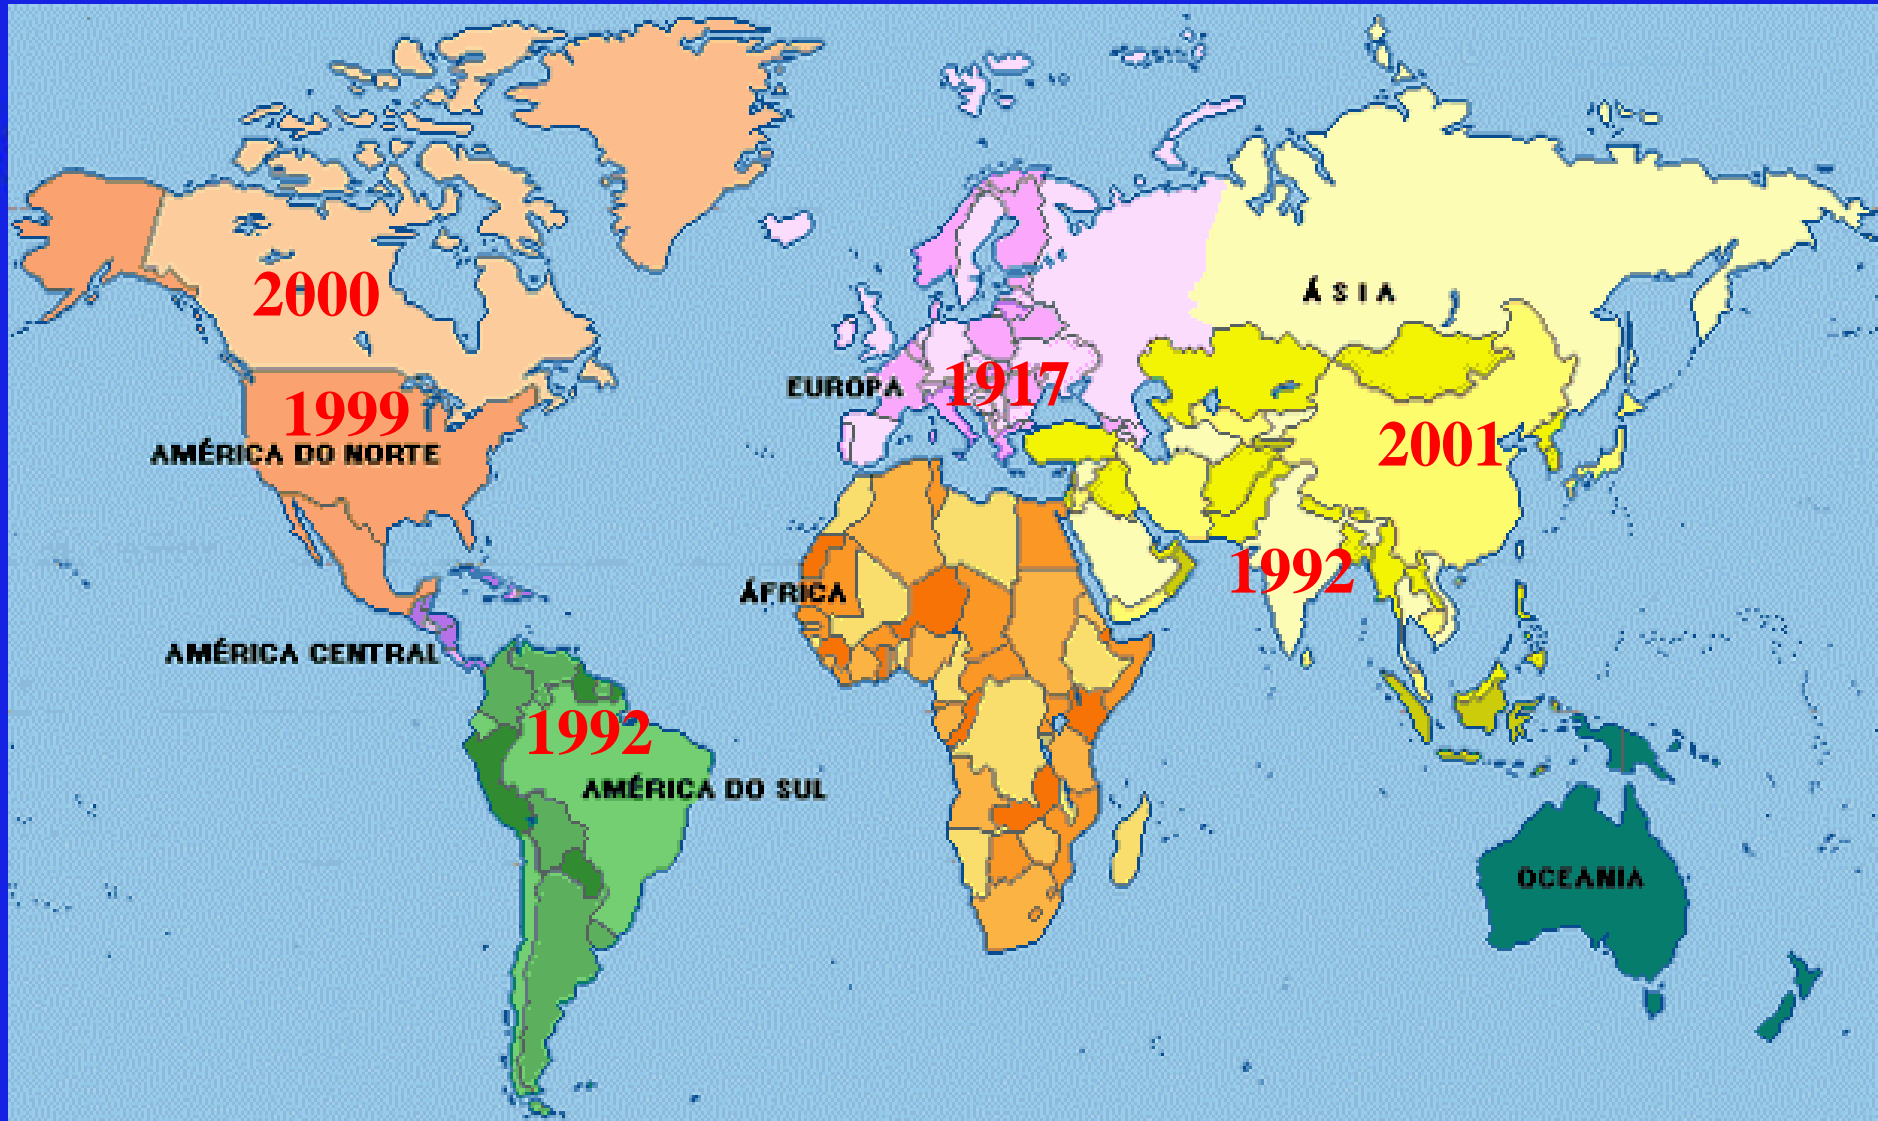 2000
ÁSIA
1917
EUROPA
1999
AMÉRICA DO NORTE
2001
1992
ÁFRICA
AMÉRICA CENTRAL
1992
AMÉRICA DO SUL
OCEANIA